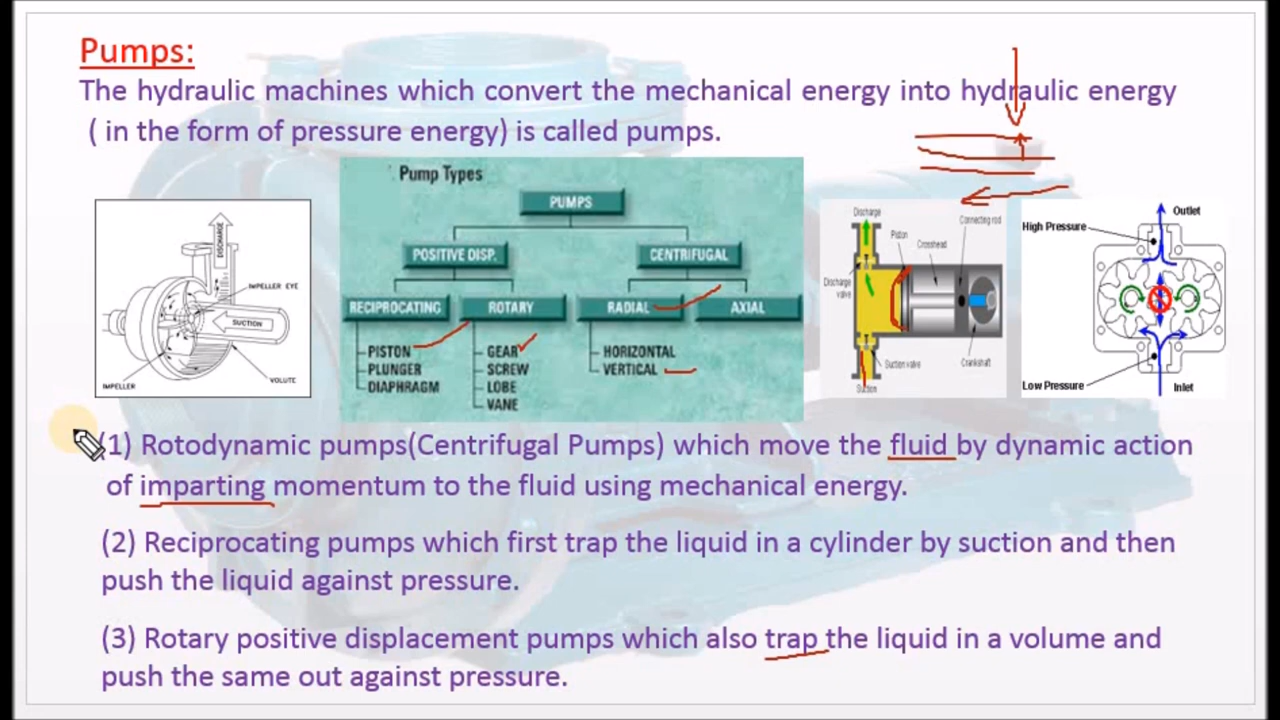 Pumps:
The hydraulic machines which convert the mechanical energy into hydraulic energy
( in the form of pressure energy) is called pumps.
DISCHARGE
IMPELLER EYE
SUCTION
IMPELLER
VOLUTE
Pump Types
PUMPS
POSITIVE DISP.
CENTRIFUGAL
RECIPROCATING
ROTARY
RADIAL
AXIAL
PISTON
PLUNGER
DIAPHRAGM
GEAR
SCREW
LOBE
VANE
HORIZONTAL
VERTICAL
Discharge
Piston
Connecting rod
Crosshead
Discharge
valve
Suction valve
Crankshaft
Suction
Outlet
High Pressure
Low Pressure
Inlet
(1) Rotodynamic pumps(Centrifugal Pumps) which move the fluid by dynamic action
of imparting momentum to the fluid using mechanical energy.
(2) Reciprocating pumps which first trap the liquid in a cylinder by suction and then
push the liquid against pressure.
(3) Rotary positive displacement pumps which also trap the liquid in a volume and
push the same out against pressure.